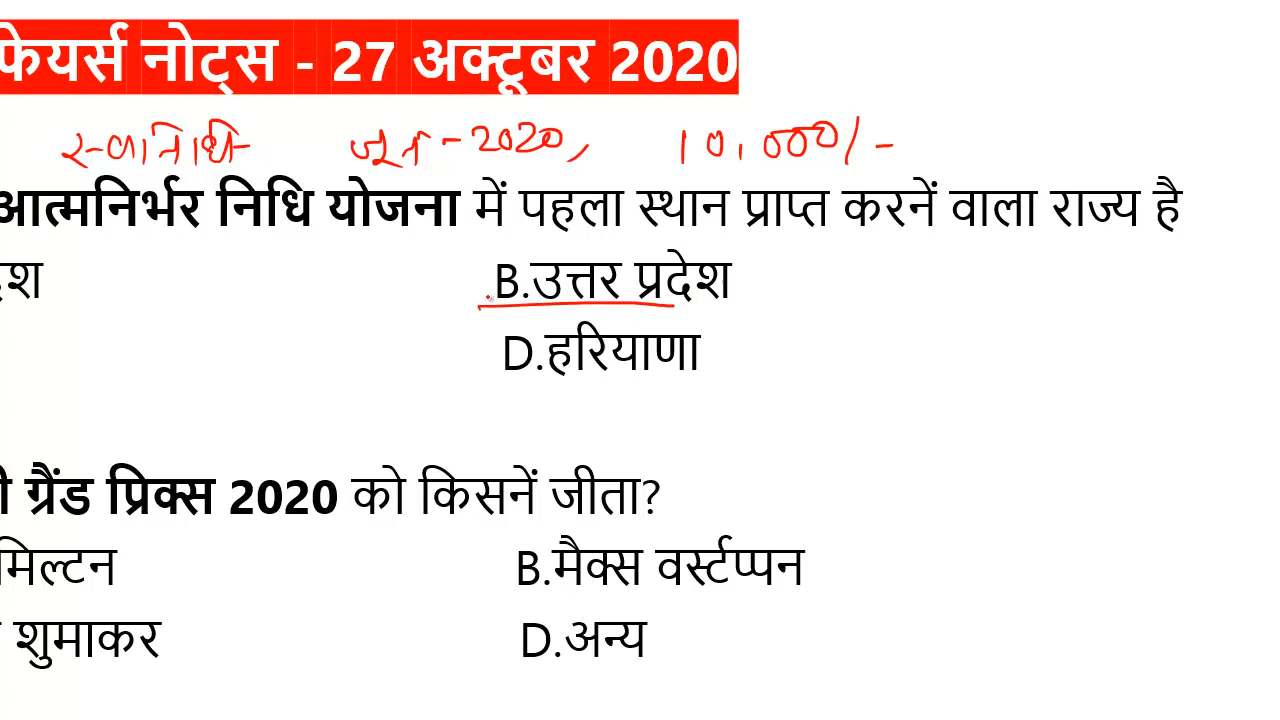 फेयर्स नोट्स - 27 अक्टूबर 2020
स्वानिधि जून - 2020, 10,000/-
आत्मनिर्भर निधि योजना में पहला स्थान प्राप्त करनें वाला राज्य है
देश B.उत्तर प्रदेश
D.हरियाणा
ी ग्रैंड प्रिक्स 2020 को किसनें जीता?
मिल्टन B.मैक्स वर्स्टप्पन
शुमाकर D.अन्य